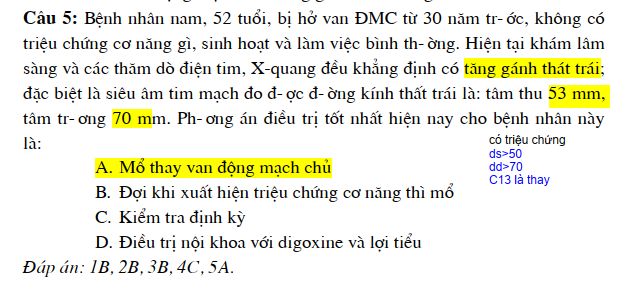 Câu 5: Bệnh nhân nam, 52 tuổi, bị hở van ĐMC từ 30 năm tr- ớc, không có
triệu chứng cơ năng gì, sinh hoạt và làm việc bình th- ờng. Hiện tại khám lâm
sàng và các thăm dò điện tim, X-quang đều khẳng định có tăng gánh thát trái;
đặc biệt là siêu âm tim mạch đo đ- ợc đ- ờng kính thất trái là: tâm thu 53 mm,
tâm tr- ơng 70 mm. Ph- ơng án điều trị tốt nhất hiện nay cho bệnh nhân này
là:
có triệu chứng
ds>50
dd>70
C13 là thay
A. Mổ thay van động mạch chủ
B. Đợi khi xuất hiện triệu chứng cơ năng thì mổ
C. Kiểm tra định kỳ
D. Điều trị nội khoa với digoxine và lợi tiểu
Đáp án: 1B, 2B, 3B, 4C, 5A.